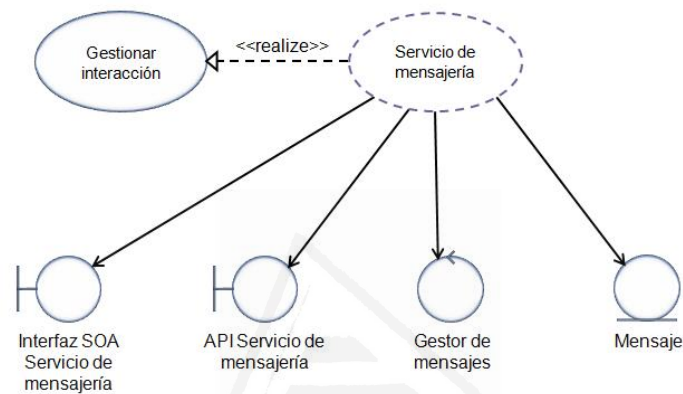 Gestionar
interacción
<<realize>>
Servicio de
mensajería
Interfaz SOA
Servicio de
mensajería
API Servicio de
mensajería
Gestor de
mensajes
Mensaje